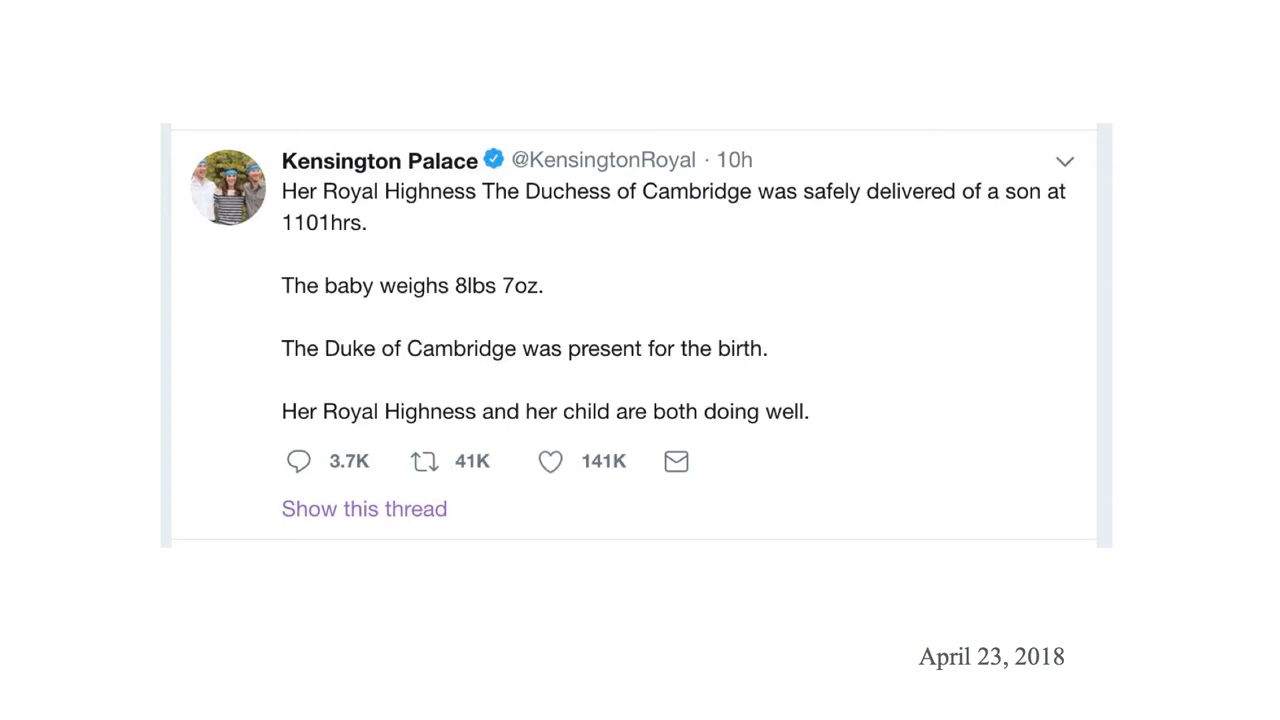 Kensington Palace @KensingtonRoyal · 10h
Her Royal Highness The Duchess of Cambridge was safely delivered of a son at
1101hrs.
The baby weighs 8lbs 7oz.
The Duke of Cambridge was present for the birth.
Her Royal Highness and her child are both doing well.
3.7K 41K 141K
Show this thread
April 23, 2018